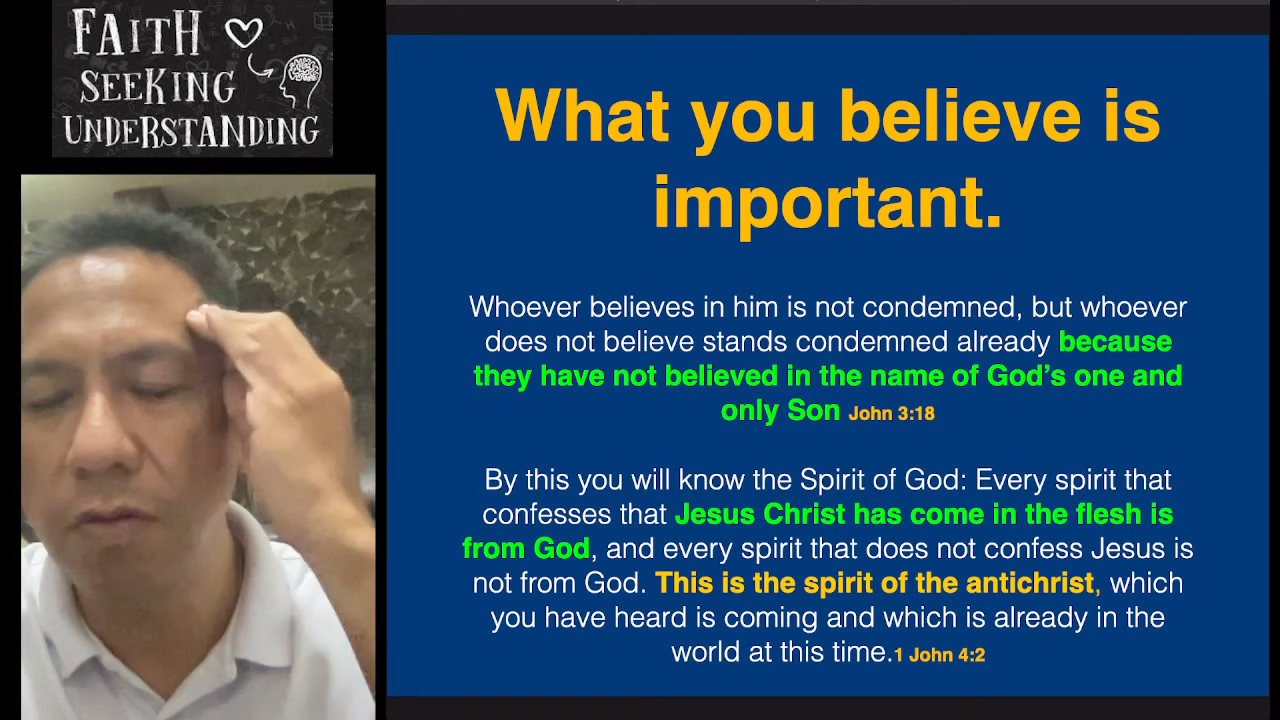 FAITH
SEEKING
UNDERSTANDING
What you believe is
important.
Whoever believes in him is not condemned, but whoever
does not believe stands condemned already because
they have not believed in the name of God’s one and
only Son John 3:18
By this you will know the Spirit of God: Every spirit that
confesses that Jesus Christ has come in the flesh is
from God, and every spirit that does not confess Jesus is
not from God. This is the spirit of the antichrist, which
you have heard is coming and which is already in the
world at this time.1 John 4:2